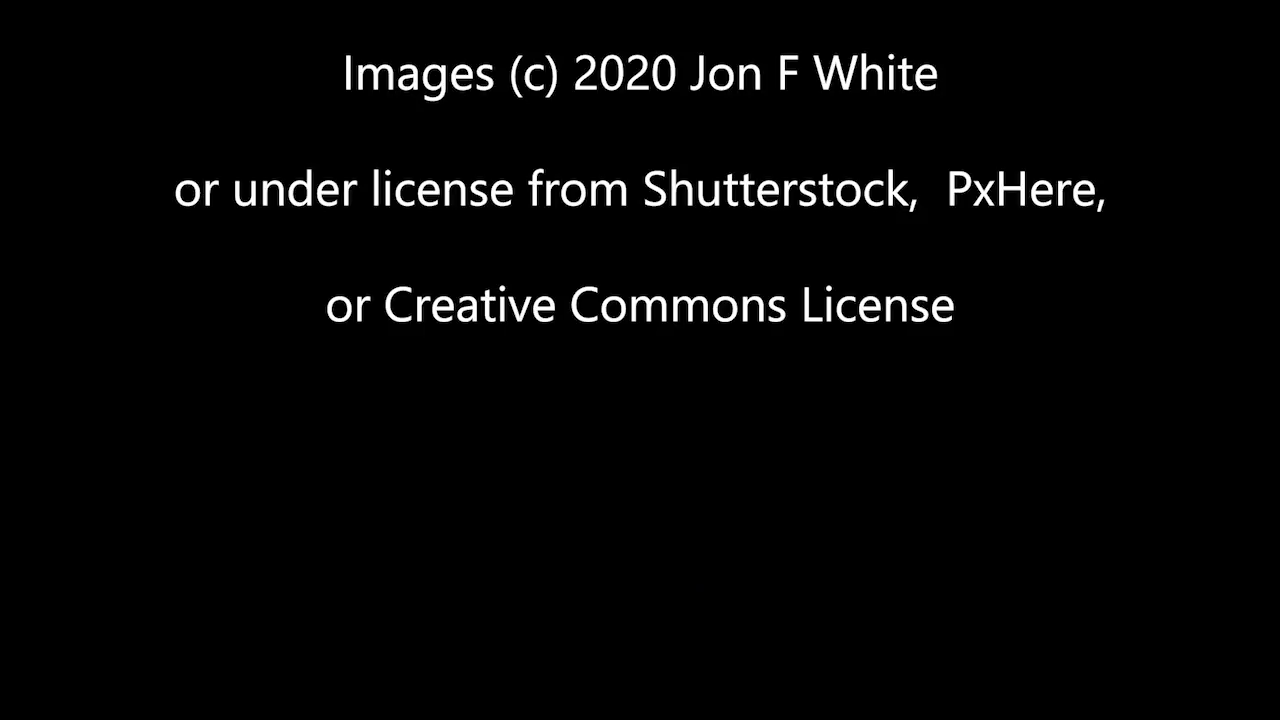 Images (c) 2020 Jon F White
or under license from Shutterstock,  PxHere,
or Creative Commons License